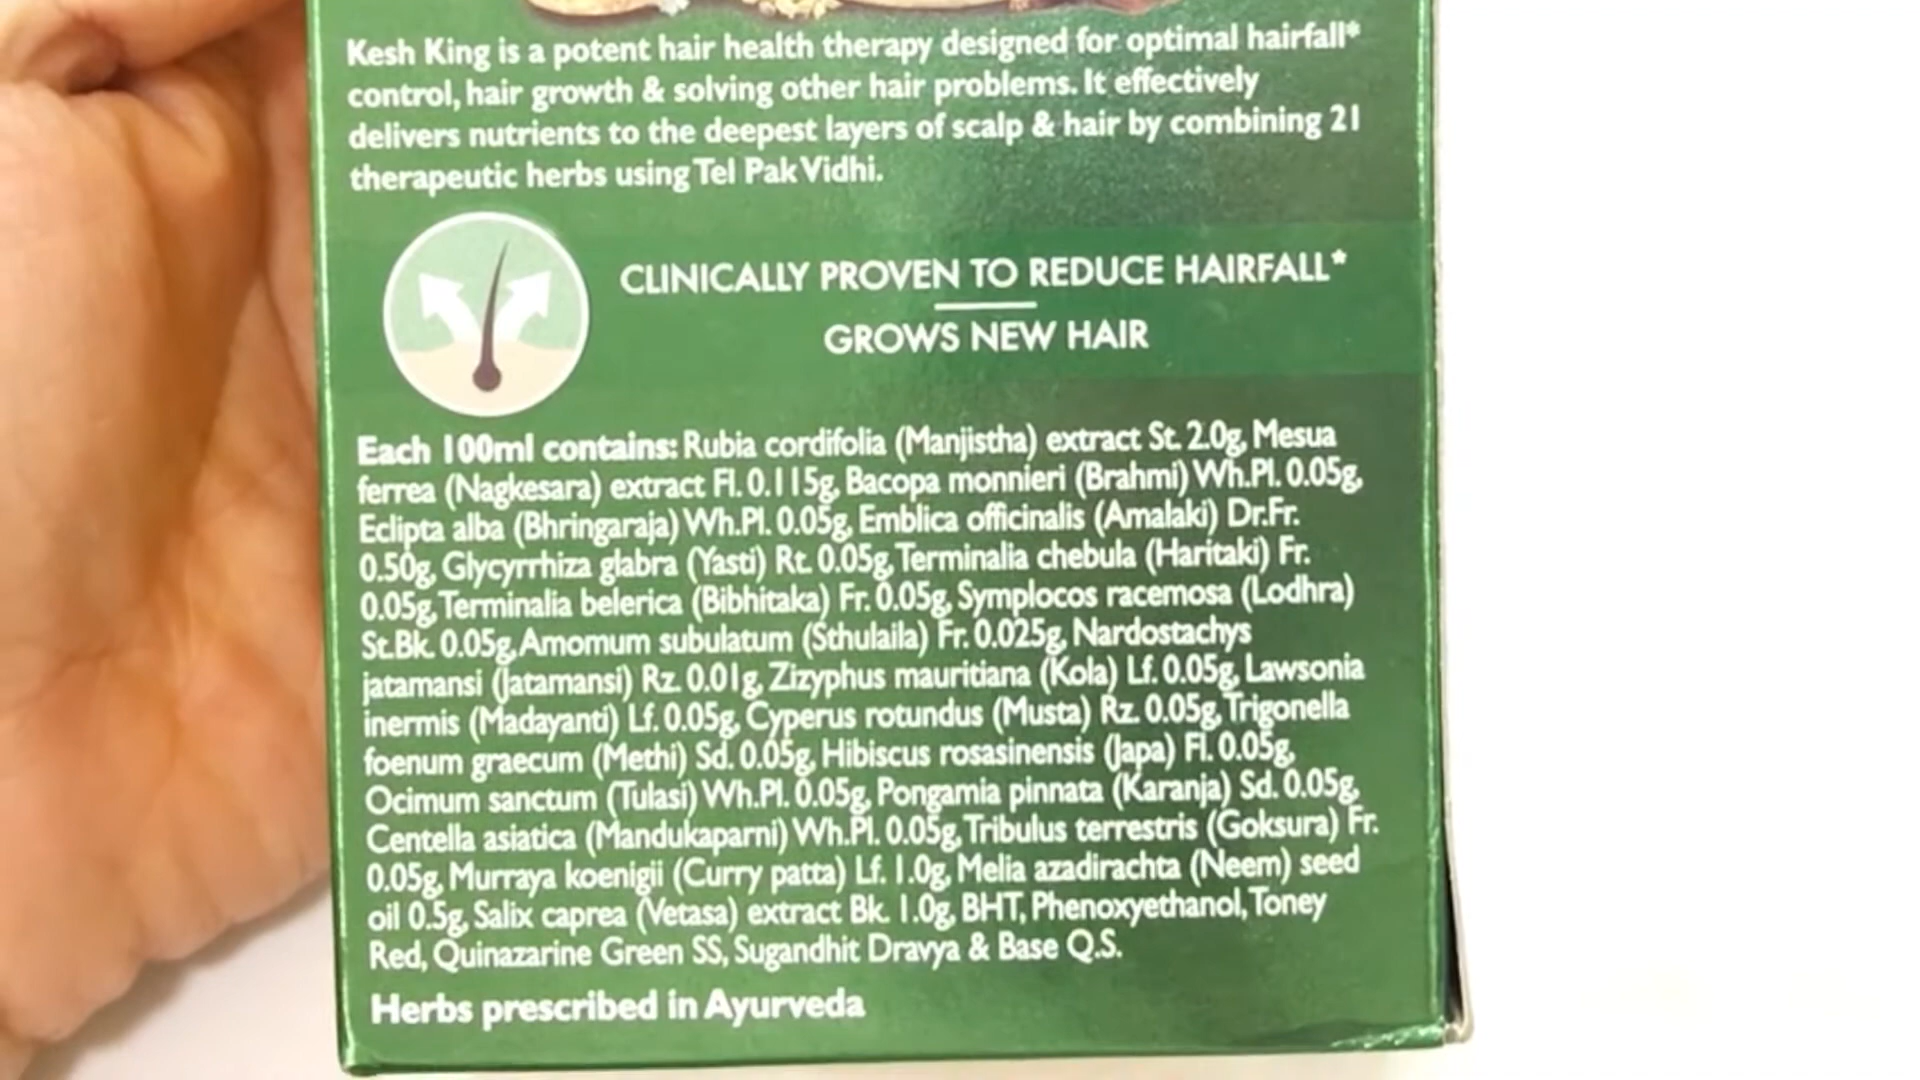 Kesh King is a potent hair health therapy designed for optimal hairfall*
control, hair growth & solving other hair problems. It effectively
delivers nutrients to the deepest layers of scalp & hair by combining 21
therapeutic herbs using Tel Pak Vidhi.
CLINICALLY PROVEN TO REDUCE HAIRFALL*
GROWS NEW HAIR
Each 100ml contains: Rubia cordifolia (Manjistha) extract St. 2.0g, Mesua
ferrea (Nagkesara) extract Fl. 0.115g, Bacopa monnieri (Brahmi) Wh.Pl. 0.05g,
Eclipta alba (Bhringaraja) Wh.Pl. 0.05g, Emblica officinalis (Amalaki) Dr.Fr.
0.50g, Glycyrrhiza glabra (Yasti) Rt. 0.05g, Terminalia chebula (Haritaki) Fr.
0.05g, Terminalia belerica (Bibhitaka) Fr. 0.05g, Symplocos racemosa (Lodhra)
St.Bk. 0.05g, Amomum subulatum (Sthulaila) Fr. 0.025g, Nardostachys
jatamansi (Jatamansi) Rz. 0.01g, Zizyphus mauritiana (Kola) Lf. 0.05g, Lawsonia
inermis (Madayanti) Lf. 0.05g, Cyperus rotundus (Musta) Rz. 0.05g, Trigonella
foenum graecum (Methi) Sd. 0.05g, Hibiscus rosasinensis (Japa) Fl. 0.05g,
Ocimum sanctum (Tulasi) Wh.Pl. 0.05g, Pongamia pinnata (Karanja) Sd. 0.05g,
Centella asiatica (Mandukaparni) Wh.Pl. 0.05g, Tribulus terrestris (Goksura) Fr.
0.05g, Murraya koenigii (Curry patta) Lf. 1.0g, Melia azadirachta (Neem) seed
oil 0.5g, Salix caprea (Vetasa) extract Bk. 1.0g, BHT, Phenoxyethanol, Toney
Red, Quinazarine Green SS, Sugandhit Dravya & Base Q.S.
Herbs prescribed in Ayurveda